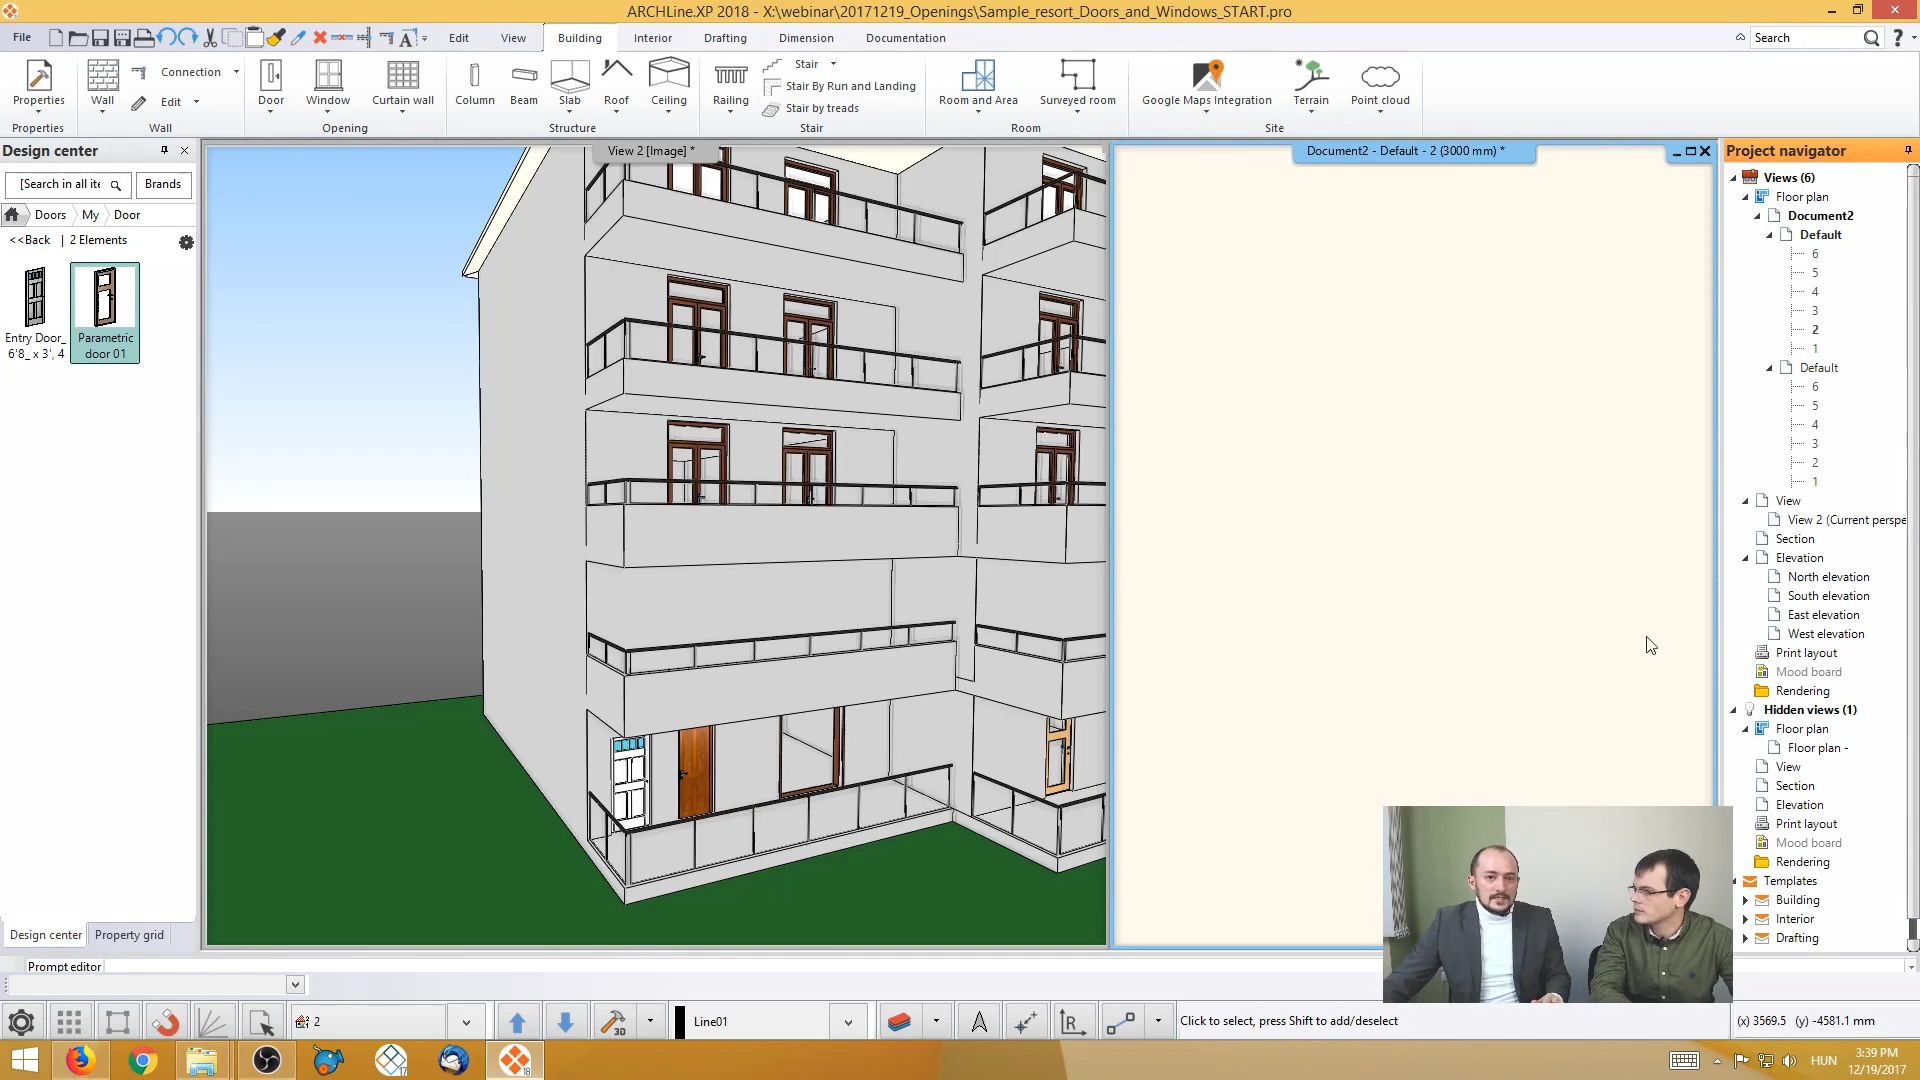 ARCHLine.XP 2018 - X:\webinar\20171219_Openings\Sample_resort_Doors_and_Windows_START.pro
File
Edit
View
Building
Interior
Drafting
Dimension
Documentation
Search
Properties
Wall
Connection
Edit
Door
Window
Curtain wall
Column
Beam
Slab
Roof
Ceiling
Railing
Stair
Stair By Run and Landing
Stair by treads
Room and Area
Surveyed room
Google Maps Integration
Terrain
Point cloud
Properties
Wall
Opening
Structure
Stair
Room
Site
Design center
[Search in all ite
Brands
Doors
My
Door
<<Back
| 2 Elements
Entry Door_
6'8_ x 3', 4
Parametric
door 01
View 2 [Image] *
Document2 - Default - 2 (3000 mm) *
Project navigator
Views (6)
Floor plan
Document2
Default
6
5
4
3
2
1
Default
6
5
4
3
2
1
View
View 2 (Current perspe
Section
Elevation
North elevation
South elevation
East elevation
West elevation
Print layout
Mood board
Rendering
Hidden views (1)
Floor plan
Floor plan -
View
Section
Elevation
Print layout
Mood board
Rendering
Templates
Building
Interior
Drafting
Design center
Property grid
Prompt editor
2
3D
Line01
Click to select, press Shift to add/deselect
(x) 3569.5 (y) -4581.1 mm
17
18
HUN
3:39 PM
12/19/2017